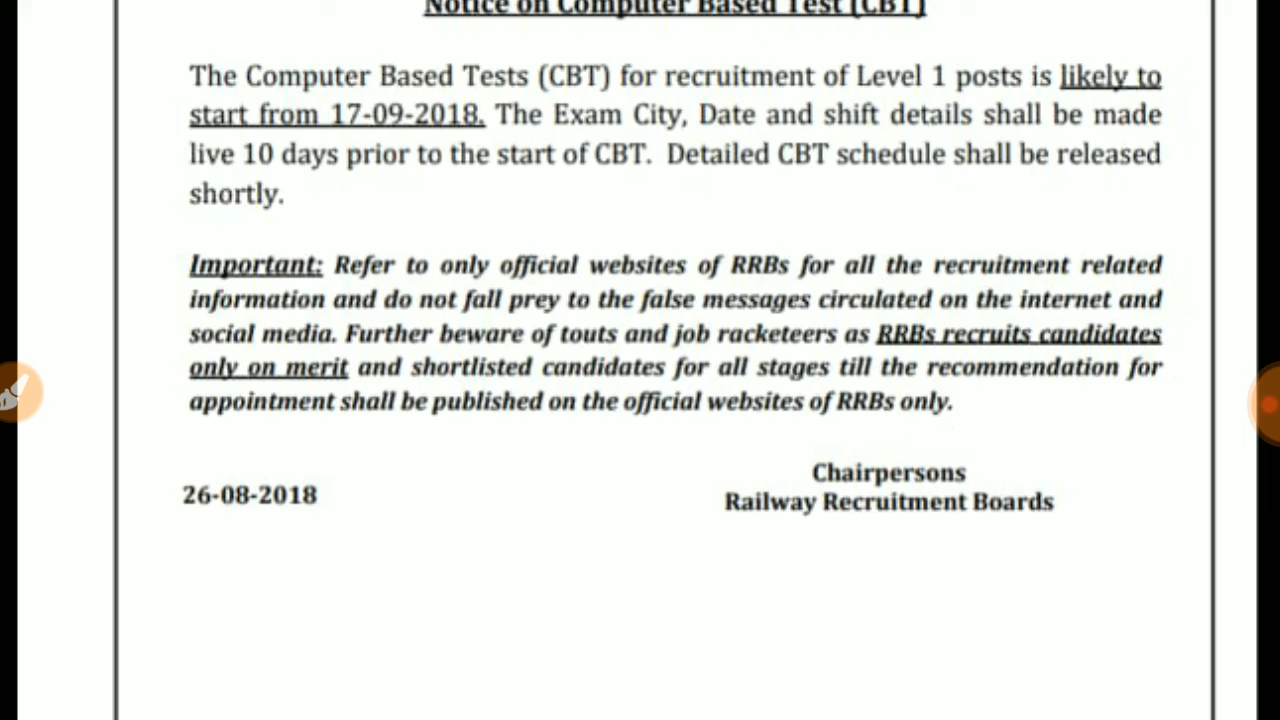 Notice on Computer Based Test (CBT)
The Computer Based Tests (CBT) for recruitment of Level 1 posts is likely to
start from 17-09-2018. The Exam City, Date and shift details shall be made
live 10 days prior to the start of CBT. Detailed CBT schedule shall be released
shortly.
Important: Refer to only official websites of RRBs for all the recruitment related
information and do not fall prey to the false messages circulated on the internet and
social media. Further beware of touts and job racketeers as RRBs recruits candidates
only on merit and shortlisted candidates for all stages till the recommendation for
appointment shall be published on the official websites of RRBs only.
Chairpersons
26-08-2018
Railway Recruitment Boards